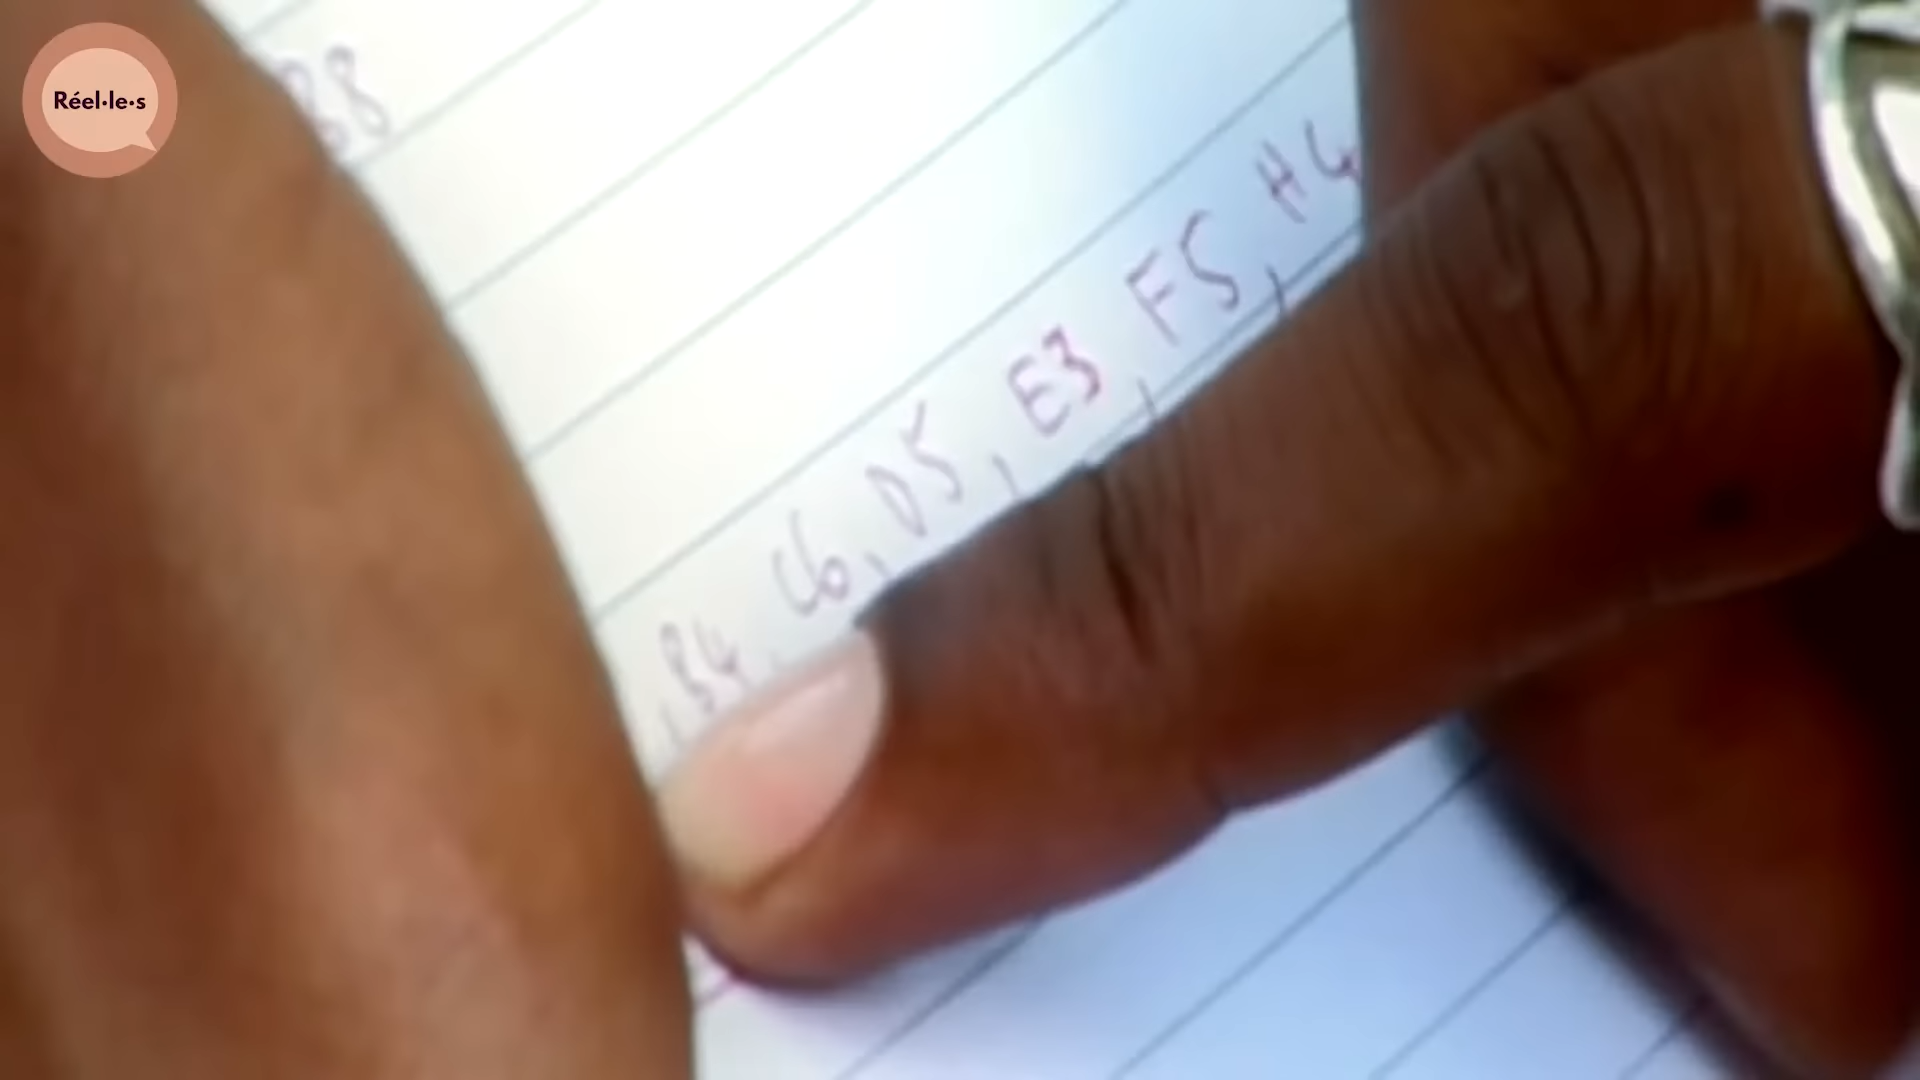 Réel·le·s
B8
, B4, C6, D5, E3, F5, H4